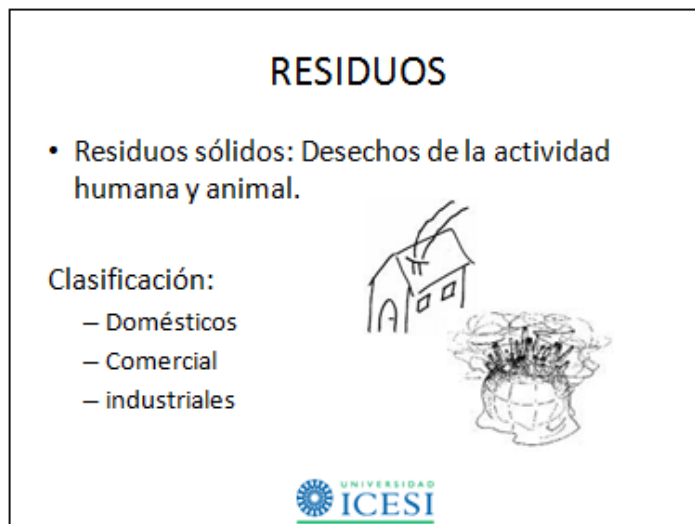 RESIDUOS
• Residuos sólidos: Desechos de la actividad
humana y animal.
Clasificación:
– Domésticos
– Comercial
– industriales
UNIVERSIDAD
ICESI